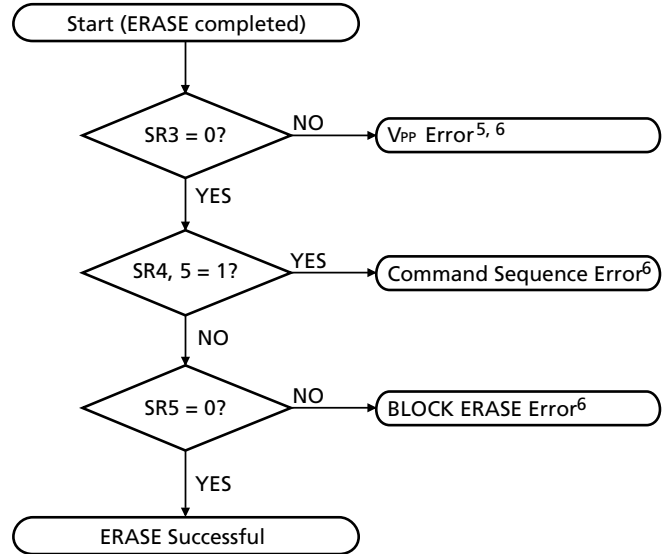 Start (ERASE completed)
SR3 = 0?
NO
VPP Error5, 6
YES
SR4, 5 = 1?
YES
Command Sequence Error6
NO
SR5 = 0?
NO
BLOCK ERASE Error6
YES
ERASE Successful